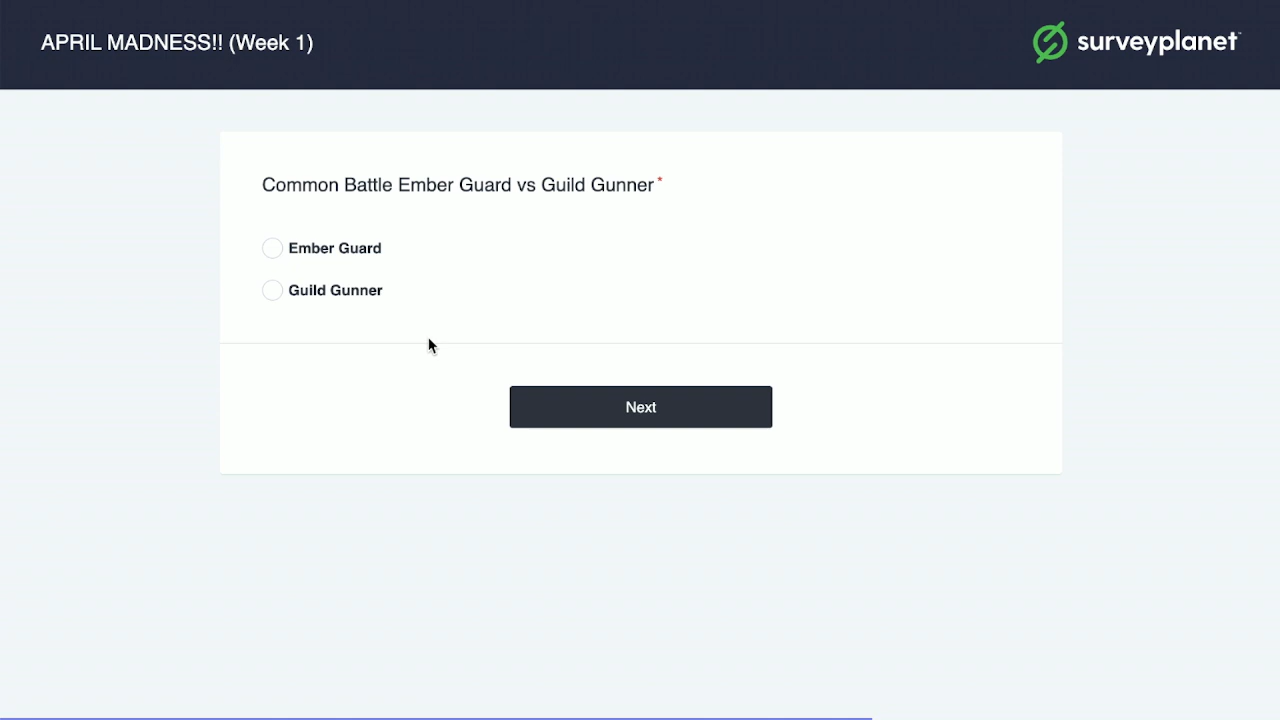 APRIL MADNESS!! (Week 1)
surveyplanet
Common Battle Ember Guard vs Guild Gunner *
Ember Guard
Guild Gunner
Next